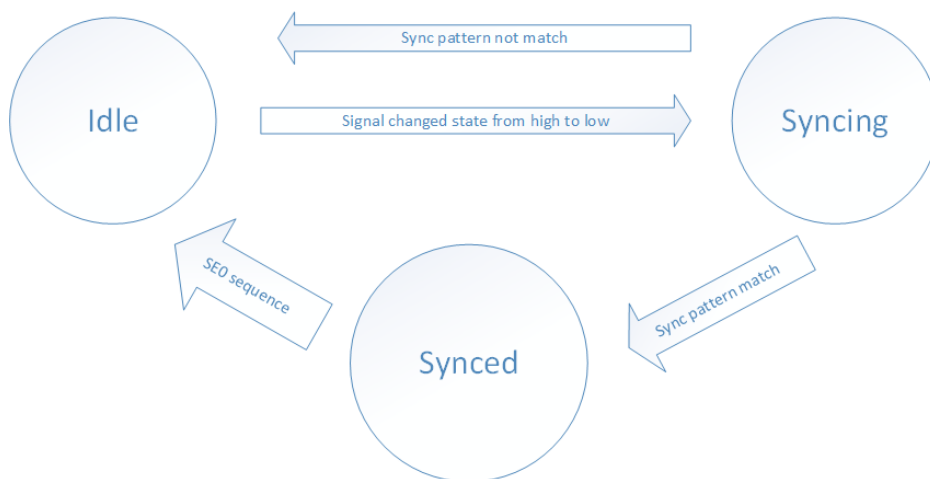 Sync pattern not match
Idle
Signal changed state from high to low
Syncing
SE0 sequence
Sync pattern match
Synced